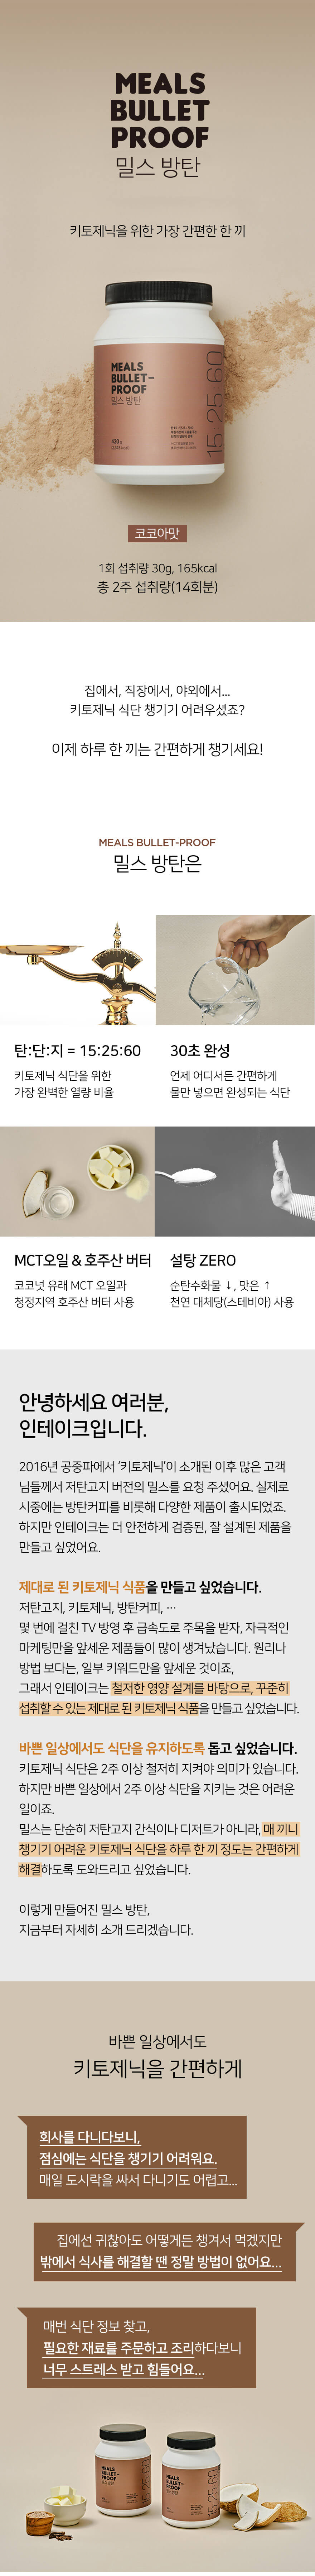 MEALS
BULLET
PROOF
밀스 방탄
키토제닉을 위한 가장 간편한 한 끼
MEALS
BULLET-
PROOF
밀스 방탄
420 g
15 25 60
코코아맛
1회 섭취량 30g, 165kcal
총 2주 섭취량(14회분)
집에서, 직장에서, 야외에서...
키토제닉 식단 챙기기 어려우셨죠?
이제 하루 한 끼는 간편하게 챙기세요!
MEALS BULLET-PROOF
밀스 방탄은
탄:단:지 = 15:25:60
키토제닉 식단을 위한
가장 완벽한 열량 비율
30초 완성
언제 어디서든 간편하게
물만 넣으면 완성되는 식단
MCT오일 & 호주산 버터
코코넛 유래 MCT 오일과
청정지역 호주산 버터 사용
설탕 ZERO
순탄수화물 ↓, 맛은 ↑
천연 대체당(스테비아) 사용
안녕하세요 여러분,
인테이크입니다.
2016년 공중파에서 '키토제닉'이 소개된 이후 많은 고객
님들께서 저탄고지 버전의 밀스를 요청 주셨어요. 실제로
시중에는 방탄커피를 비롯해 다양한 제품이 출시되었죠.
하지만 인테이크는 더 안전하게 검증된, 잘 설계된 제품을
만들고 싶었어요.
제대로 된 키토제닉 식품을 만들고 싶었습니다.
저탄고지, 키토제닉, 방탄커피, …
몇 번에 걸친 TV 방영 후 급속도로 주목을 받자, 자극적인
마케팅만을 앞세운 제품들이 많이 생겨났습니다. 원리나
방법 보다는, 일부 키워드만을 앞세운 것이죠,
그래서 인테이크는 철저한 영양 설계를 바탕으로, 꾸준히
섭취할 수 있는 제대로 된 키토제닉 식품을 만들고 싶었습니다.
바쁜 일상에서도 식단을 유지하도록 돕고 싶었습니다.
키토제닉 식단은 2주 이상 철저히 지켜야 의미가 있습니다.
하지만 바쁜 일상에서 2주 이상 식단을 지키는 것은 어려운
일이죠.
밀스는 단순히 저탄고지 간식이나 디저트가 아니라, 매 끼니
챙기기 어려운 키토제닉 식단을 하루 한 끼 정도는 간편하게
해결하도록 도와드리고 싶었습니다.
이렇게 만들어진 밀스 방탄,
지금부터 자세히 소개 드리겠습니다.
바쁜 일상에서도
키토제닉을 간편하게
회사를 다니다보니,
점심에는 식단을 챙기기 어려워요.
매일 도시락을 싸서 다니기도 어렵고...
집에선 귀찮아도 어떻게든 챙겨서 먹겠지만
밖에서 식사를 해결할 땐 정말 방법이 없어요...
매번 식단 정보 찾고,
필요한 재료를 주문하고 조리하다보니
너무 스트레스 받고 힘들어요...
MEALS
BULLET-
PROOF
밀스 방탄
15 25 60
MEALS
BULLET-
PROOF
밀스 방탄
15 25 60